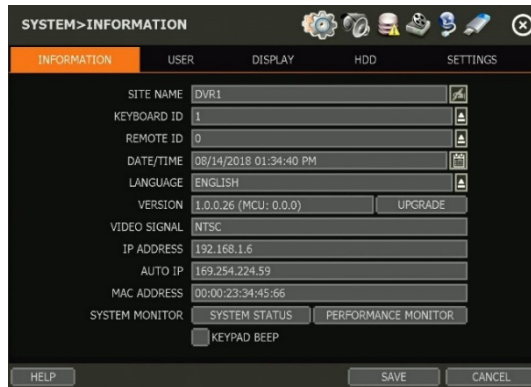 SYSTEM>INFORMATION
INFORMATION USER DISPLAY HDD SETTINGS
SITE NAME DVR1
KEYBOARD ID 1
REMOTE ID 0
DATE/TIME 08/14/2018 01:34:40 PM
LANGUAGE ENGLISH
VERSION 1.0.0.26 (MCU: 0.0.0) UPGRADE
VIDEO SIGNAL NTSC
IP ADDRESS 192.168.1.6
AUTO IP 169.254.224.59
MAC ADDRESS 00:00:23:34:45:66
SYSTEM MONITOR SYSTEM STATUS PERFORMANCE MONITOR
KEYPAD BEEP
HELP SAVE CANCEL